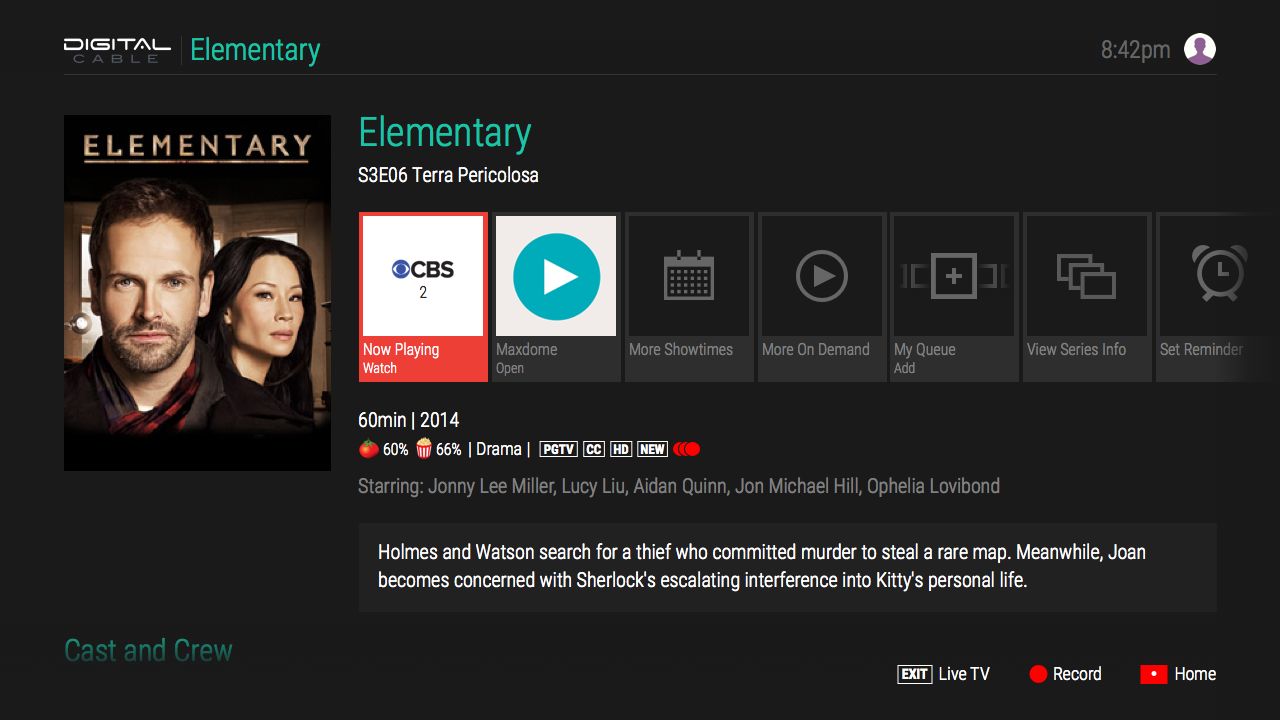 DIGITAL
CABLE
Elementary
8:42pm
ELEMENTARY
Elementary
S3E06 Terra Pericolosa
CBS
2
Now Playing
Watch
Maxdome
Open
More Showtimes
More On Demand
My Queue
Add
View Series Info
Set Reminder
60min | 2014
60% 66% | Drama | PGTV CC HD NEW
Starring: Jonny Lee Miller, Lucy Liu, Aidan Quinn, Jon Michael Hill, Ophelia Lovibond
Holmes and Watson search for a thief who committed murder to steal a rare map. Meanwhile, Joan
becomes concerned with Sherlock's escalating interference into Kitty's personal life.
Cast and Crew
EXIT Live TV Record Home